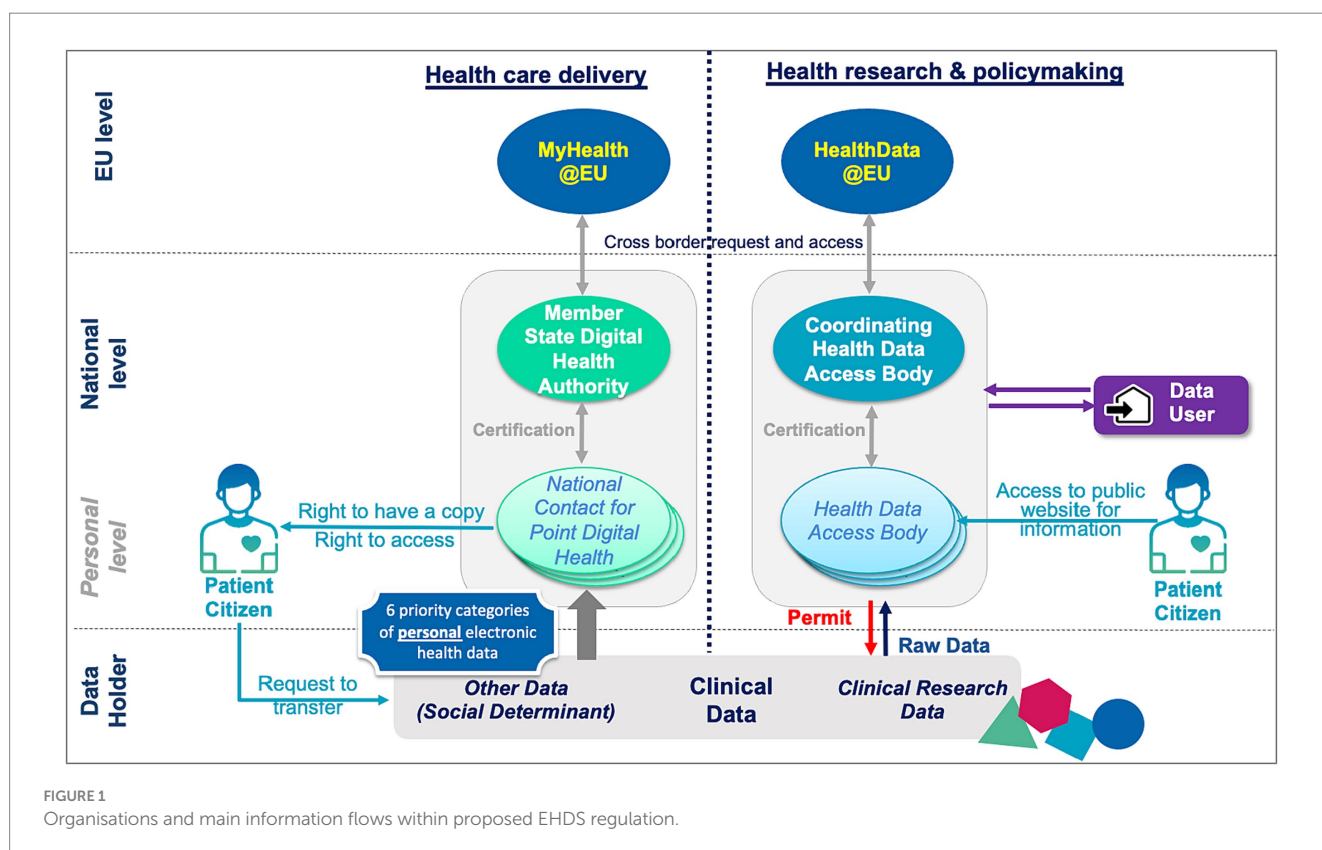 Health care delivery
Health research & policymaking
EU level
MyHealth
@EU
HealthData
@EU
Cross border request and access
National
level
Member
State Digital
Health
Authority
Coordinating
Health Data
Access Body
Data
User
Certification
Certification
Personal
level
National
Contact for
Point Digital
Health
Health Data
Access Body
Right to have a copy
Right to access
Patient
Citizen
Access to public
website for
information
Patient
Citizen
6 priority categories
of personal electronic
health data
Permit
Raw Data
Data
Holder
Request to
transfer
Other Data
(Social Determinant)
Clinical
Data
Clinical Research
Data
FIGURE 1
Organisations and main information flows within proposed EHDS regulation.